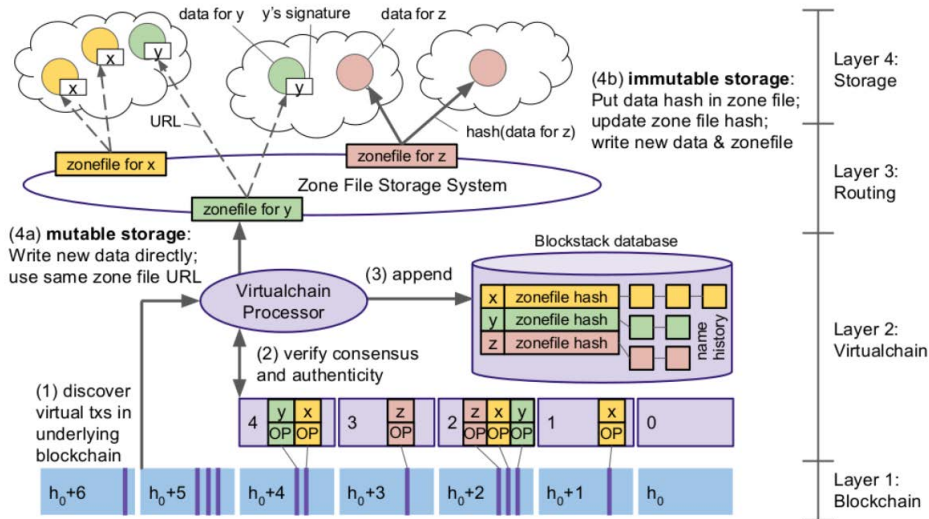 data for y
y's signature
data for z
x
x
y
y
URL
hash(data for z)
(4b) immutable storage:
Put data hash in zone file;
update zone file hash;
write new data & zonefile
Layer 4:
Storage
zonefile for x
zonefile for z
Zone File Storage System
zonefile for y
Layer 3:
Routing
(4a) mutable storage:
Write new data directly;
use same zone file URL
Virtualchain
Processor
(3) append
Blockstack database
x zonefile hash
y zonefile hash
z zonefile hash
name
history
Layer 2:
Virtualchain
(2) verify consensus
and authenticity
(1) discover
virtual txs in
underlying
blockchain
4 y x
OP OP
3 z
OP
2 z x y
OP OP OP
1 x
OP
0
h₀+6
h₀+5
h₀+4
h₀+3
h₀+2
h₀+1
h₀
Layer 1:
Blockchain